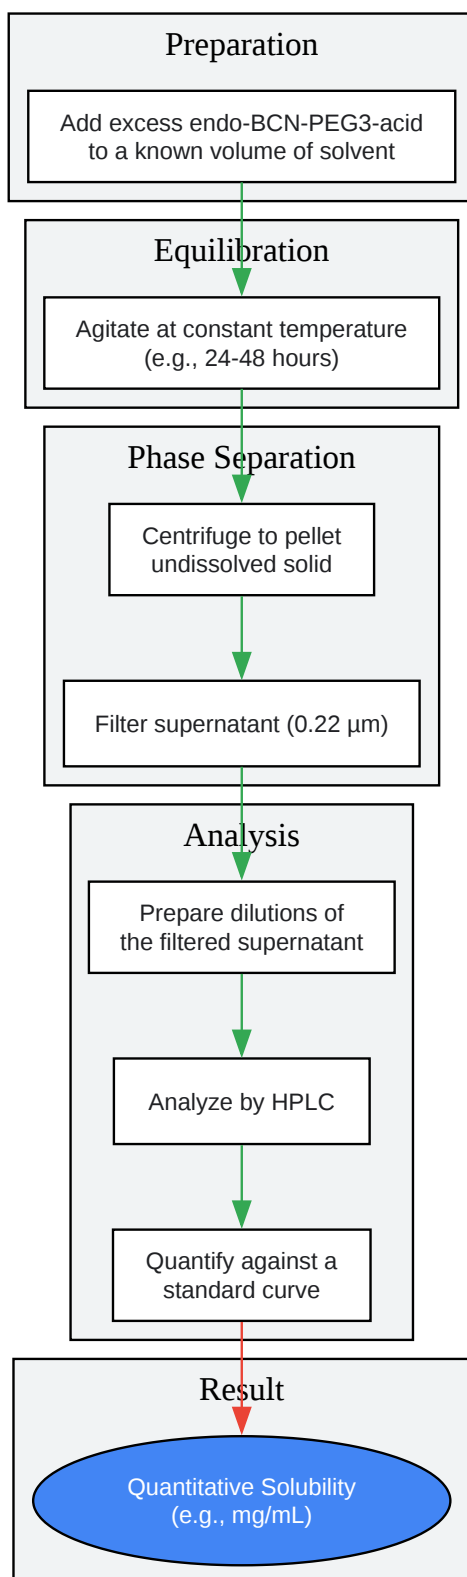 Preparation
Add excess endo-BCN-PEG3-acid
to a known volume of solvent
Equilibration
Agitate at constant temperature
(e.g., 24-48 hours)
Phase Separation
Centrifuge to pellet
undissolved solid
Filter supernatant (0.22 µm)
Analysis
Prepare dilutions of
the filtered supernatant
Analyze by HPLC
Quantify against a
standard curve
Result
Quantitative Solubility
(e.g., mg/mL)